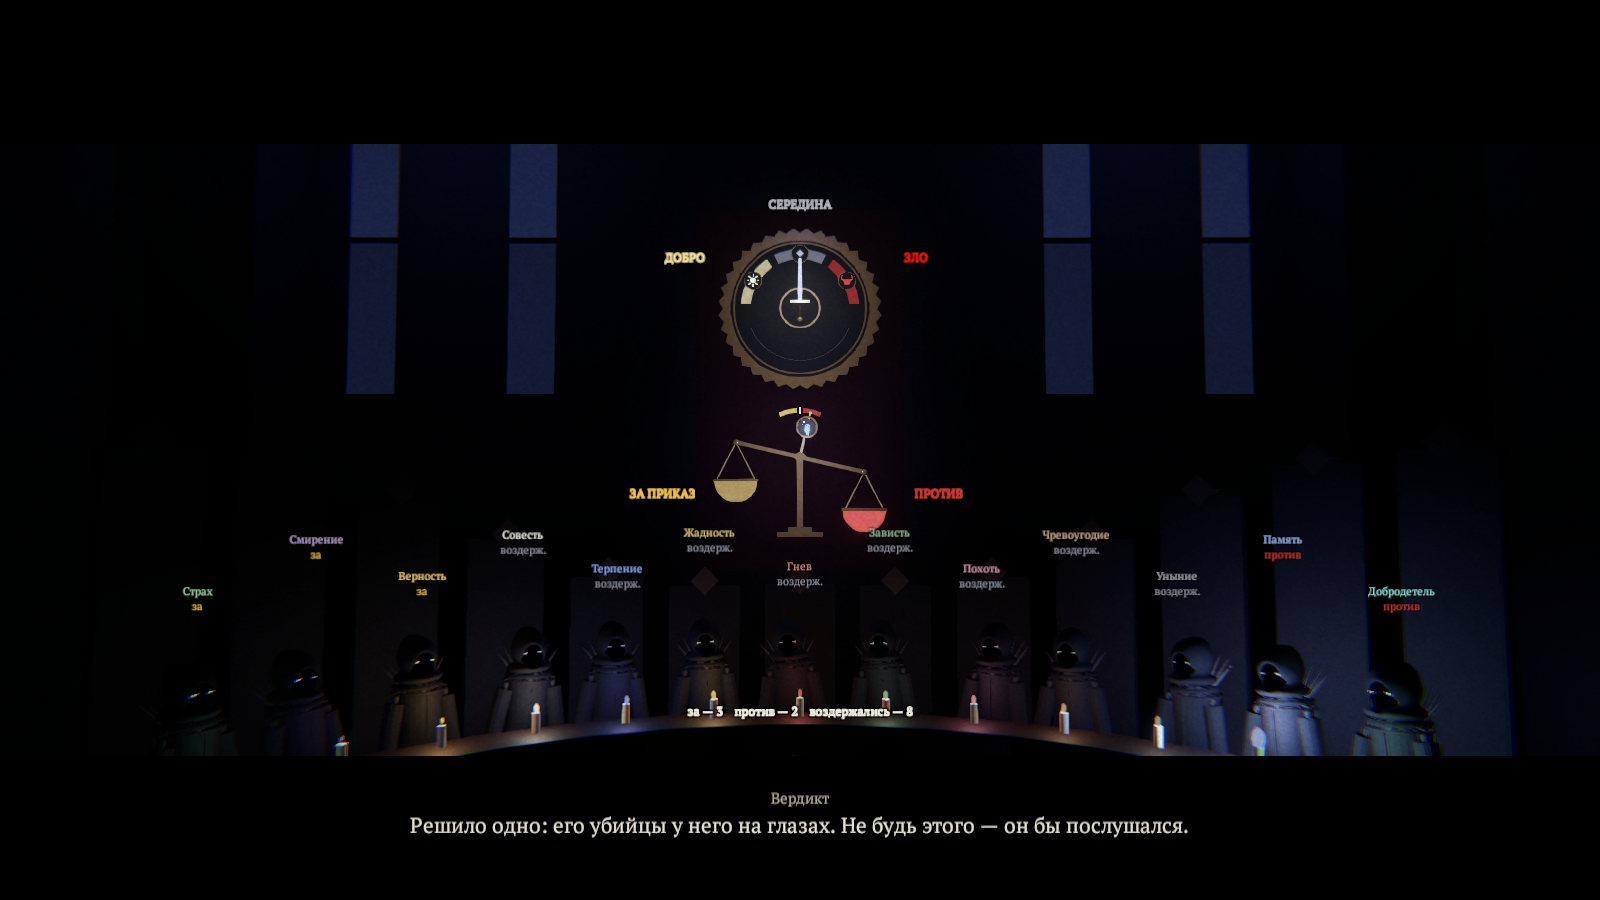 СЕРЕДИНА
ДОБРО
ЗЛО
ЗА ПРИКАЗ
ПРОТИВ
Страх
за
Смирение
за
Верность
за
Совесть
воздерж.
Терпение
воздерж.
Жадность
воздерж.
Гнев
воздерж.
Зависть
воздерж.
Похоть
воздерж.
Чревоугодие
воздерж.
Уныние
воздерж.
Память
против
Добродетель
против
за — 3 против — 2 воздержались — 8
Вердикт
Решило одно: его убийцы у него на глазах. Не будь этого — он бы послушался.